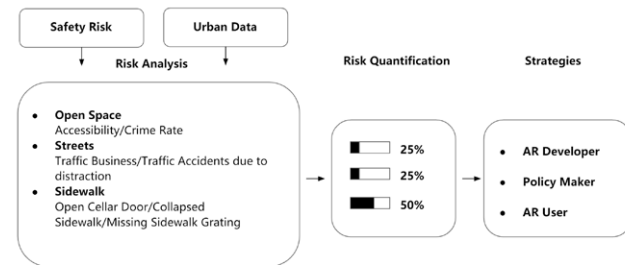 Safety Risk
Urban Data
Risk Analysis
Risk Quantification
Strategies
Open Space
Accessibility/Crime Rate
Streets
Traffic Business/Traffic Accidents due to
distraction
Sidewalk
Open Cellar Door/Collapsed
Sidewalk/Missing Sidewalk Grating
25%
25%
50%
AR Developer
Policy Maker
AR User